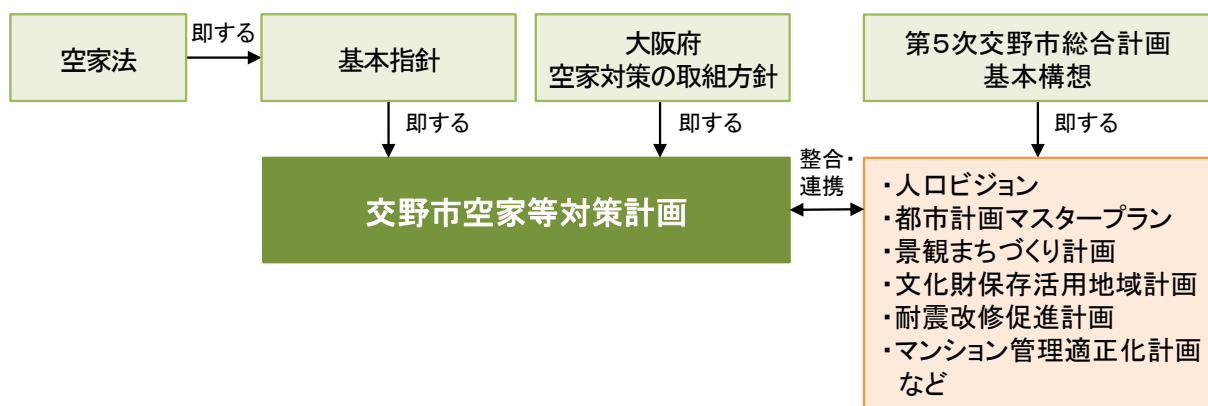 空家法
即する
基本指針
大阪府
空家対策の取組方針
第5次交野市総合計画
基本構想
即する
即する
即する
交野市空家等対策計画
整合・
連携
・人口ビジョン
・都市計画マスタープラン
・景観まちづくり計画
・文化財保存活用地域計画
・耐震改修促進計画
・マンション管理適正化計画
など